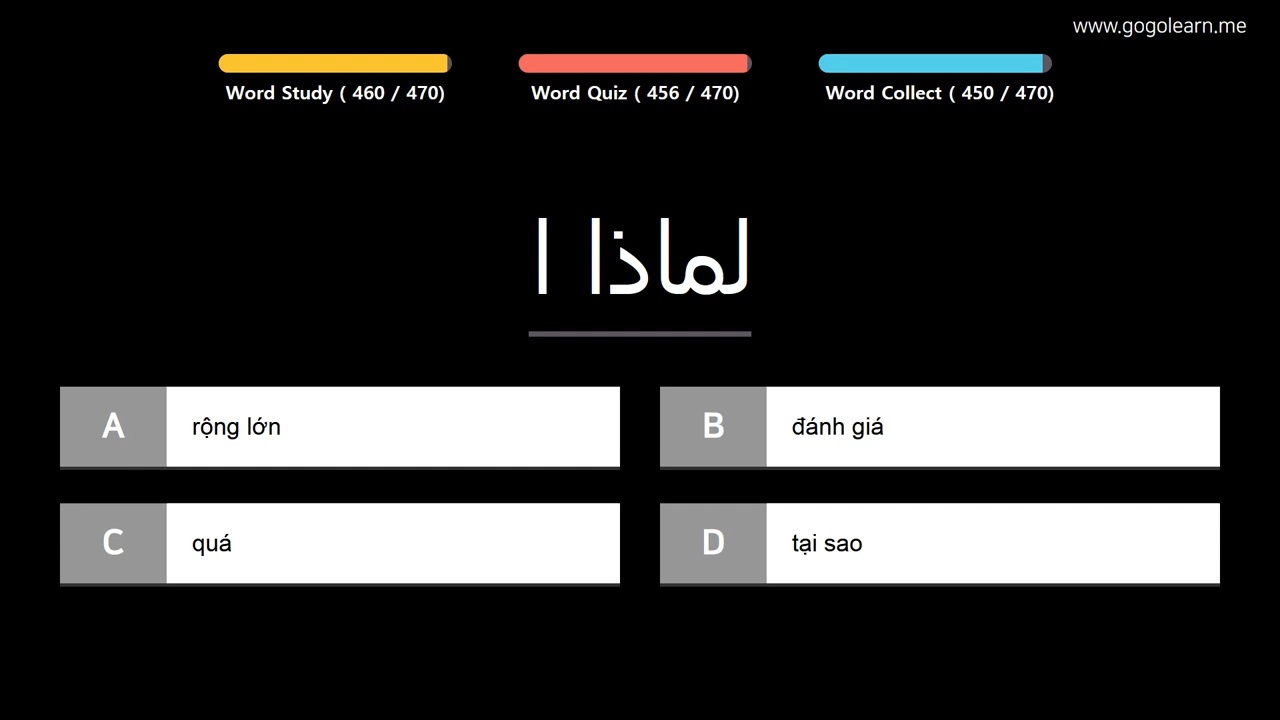 www.gogolearn.me
Word Study ( 460 / 470)
Word Quiz ( 456 / 470)
Word Collect ( 450 / 470)
لماذا ا
A
rộng lớn
B
đánh giá
C
quá
D
tại sao